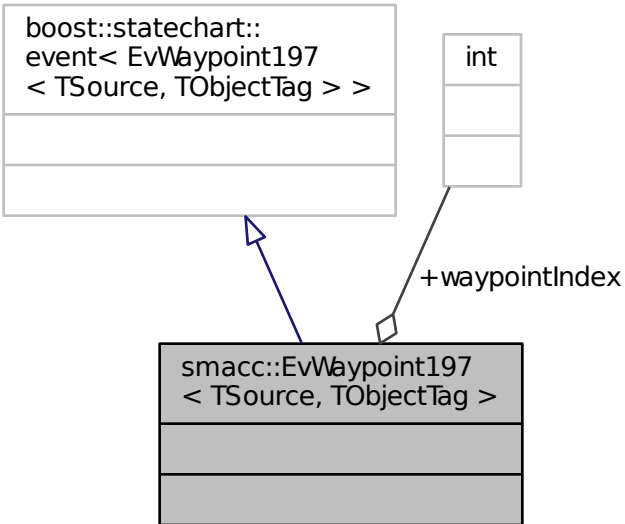 boost::statechart::
event< EvWaypoint197
< TSource, TObjectTag > >
int
+waypointIndex
smacc::EvWaypoint197
< TSource, TObjectTag >